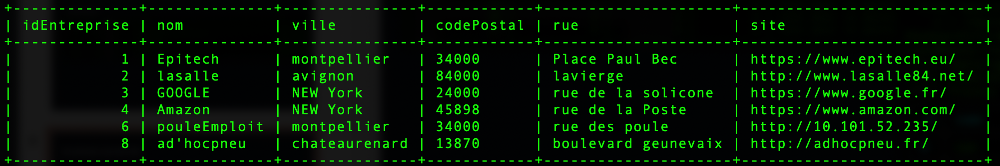 +--------------+--------------+---------------+------------+---------------------+---------------------------+
| idEntreprise | nom          | ville         | codePostal | rue                 | site                      |
+--------------+--------------+---------------+------------+---------------------+---------------------------+
|            1 | Epitech      | montpellier   | 34000      | Place Paul Bec      | https://www.epitech.eu/   |
|            2 | lasalle      | avignon       | 84000      | lavierge            | http://www.lasalle84.net/ |
|            3 | GOOGLE       | NEW York      | 24000      | rue de la solicone  | https://www.google.fr/    |
|            4 | Amazon       | NEW York      | 45898      | rue de la Poste     | https://www.amazon.com/   |
|            6 | pouleEmploit | montpellier   | 34000      | rue des poule       | http://10.101.52.235/     |
|            8 | ad'hocpneu   | chateaurenard | 13870      | boulevard geunevaix | http://adhocpneu.fr/      |
+--------------+--------------+---------------+------------+---------------------+---------------------------+